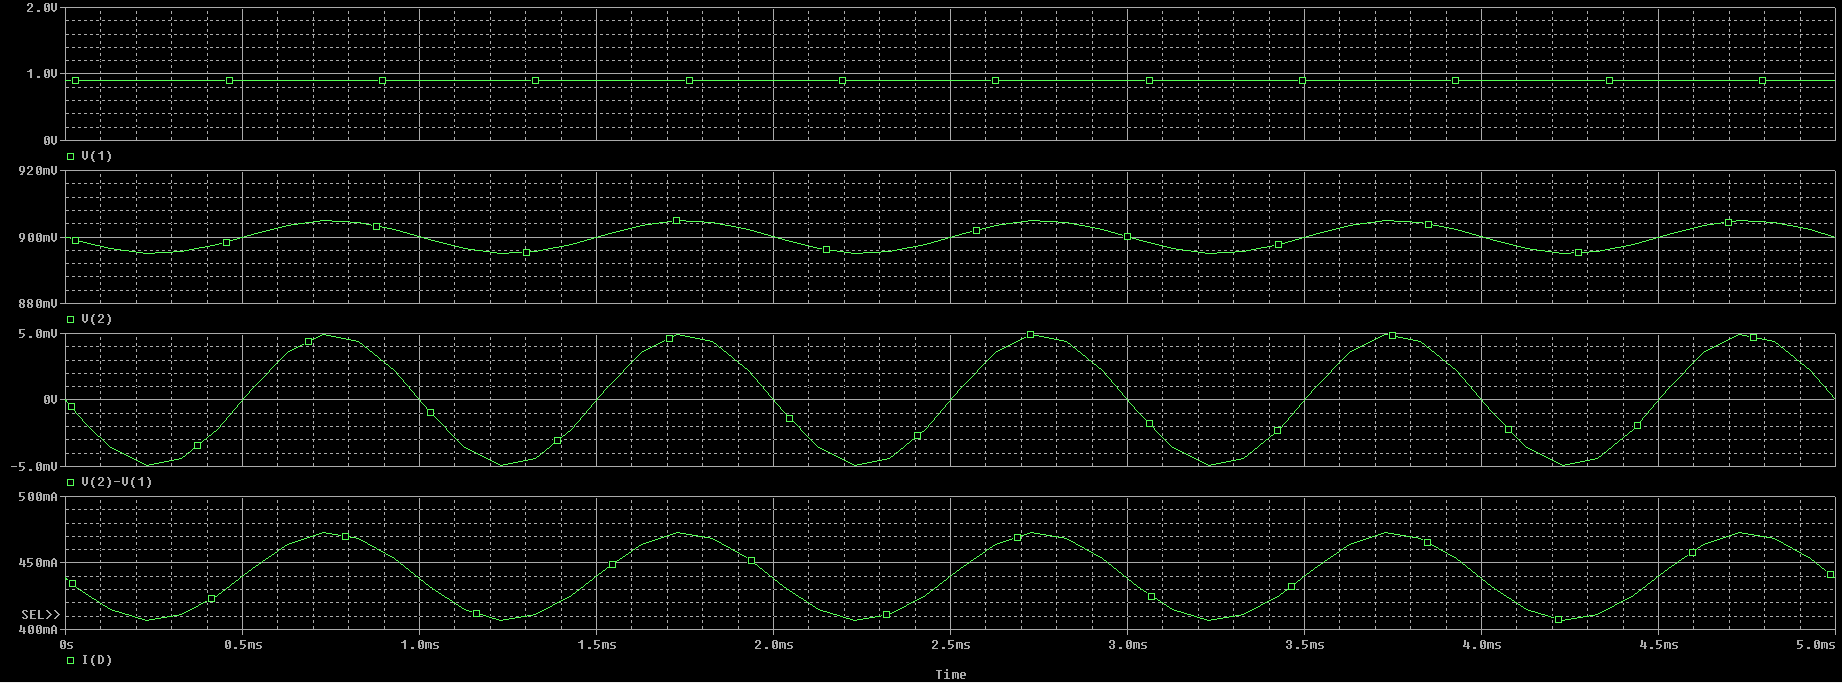 2.0V
1.0V
0V
V(1)
920mV
900mV
880mV
V(2)
5.0mV
0V
-5.0mV
V(2)-V(1)
500mA
450mA
SEL>>
400mA
0s 0.5ms 1.0ms 1.5ms 2.0ms 2.5ms 3.0ms 3.5ms 4.0ms 4.5ms 5.0ms
I(D)
Time